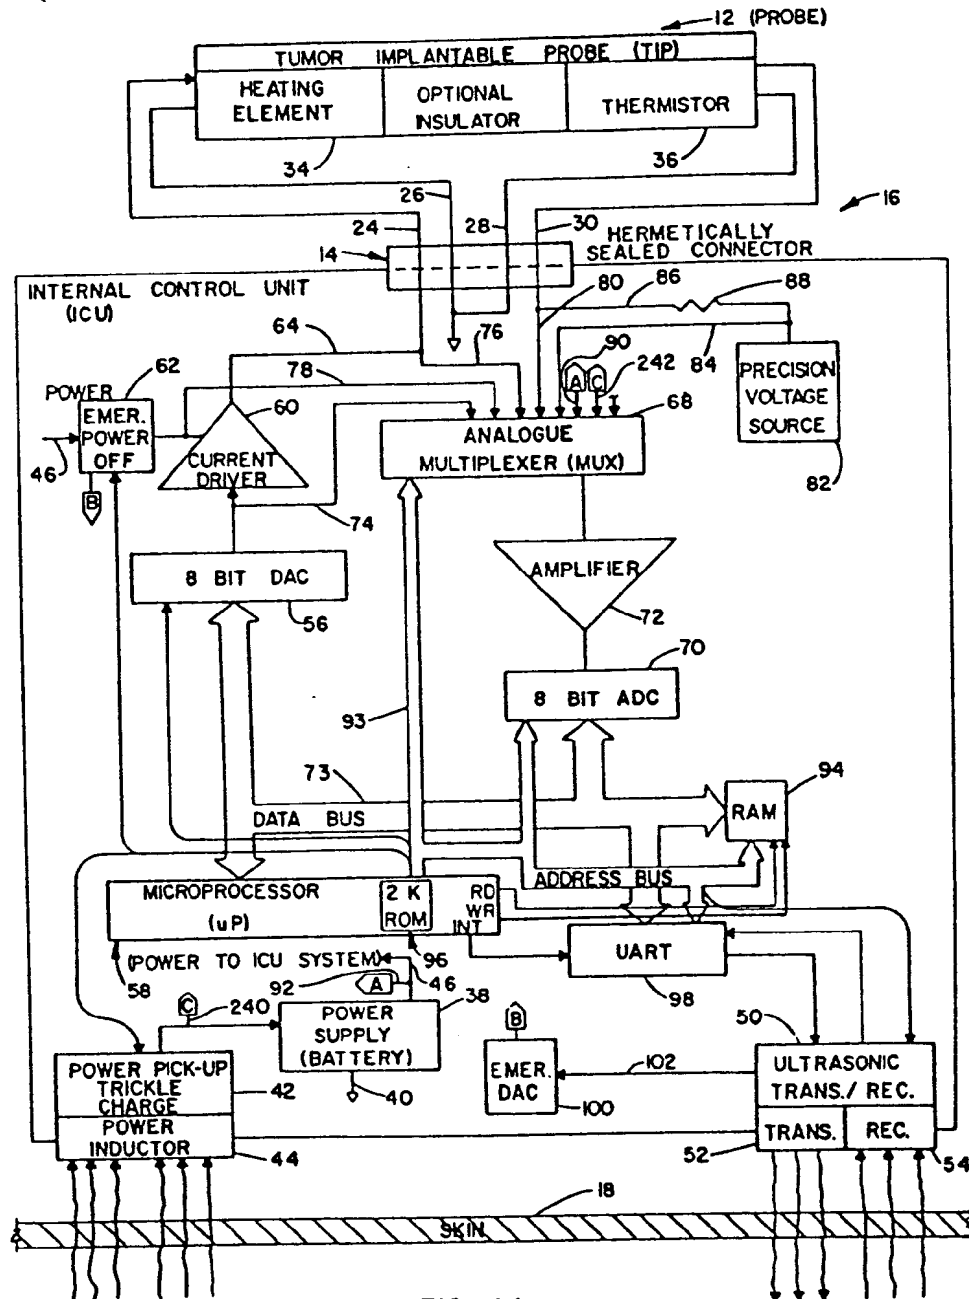 12 (PROBE)
TUMOR IMPLANTABLE PROBE (TIP)
HEATING ELEMENT
OPTIONAL INSULATOR
THERMISTOR
34
36
26
24
28
30
16
14
HERMETICALLY
SEALED CONNECTOR
INTERNAL CONTROL UNIT
(ICU)
80
86
88
64
76
90
242
84
62
78
POWER
60
A
C
68
EMER.
POWER
OFF
46
B
CURRENT
DRIVER
ANALOGUE
MULTIPLEXER (MUX)
PRECISION
VOLTAGE
SOURCE
82
74
8 BIT DAC
56
AMPLIFIER
72
70
8 BIT ADC
93
73
94
DATA BUS
RAM
ADDRESS BUS
MICROPROCESSOR
(uP)
2 K
ROM
RD
WR
INT
UART
58
(POWER TO ICU SYSTEM)
96
92
A
46
98
C
240
38
POWER
SUPPLY
(BATTERY)
40
B
50
POWER PICK-UP
TRICKLE
CHARGE
42
EMER.
DAC
100
102
ULTRASONIC
TRANS./ REC.
POWER
INDUCTOR
44
52
TRANS.
REC.
54
18
SKIN